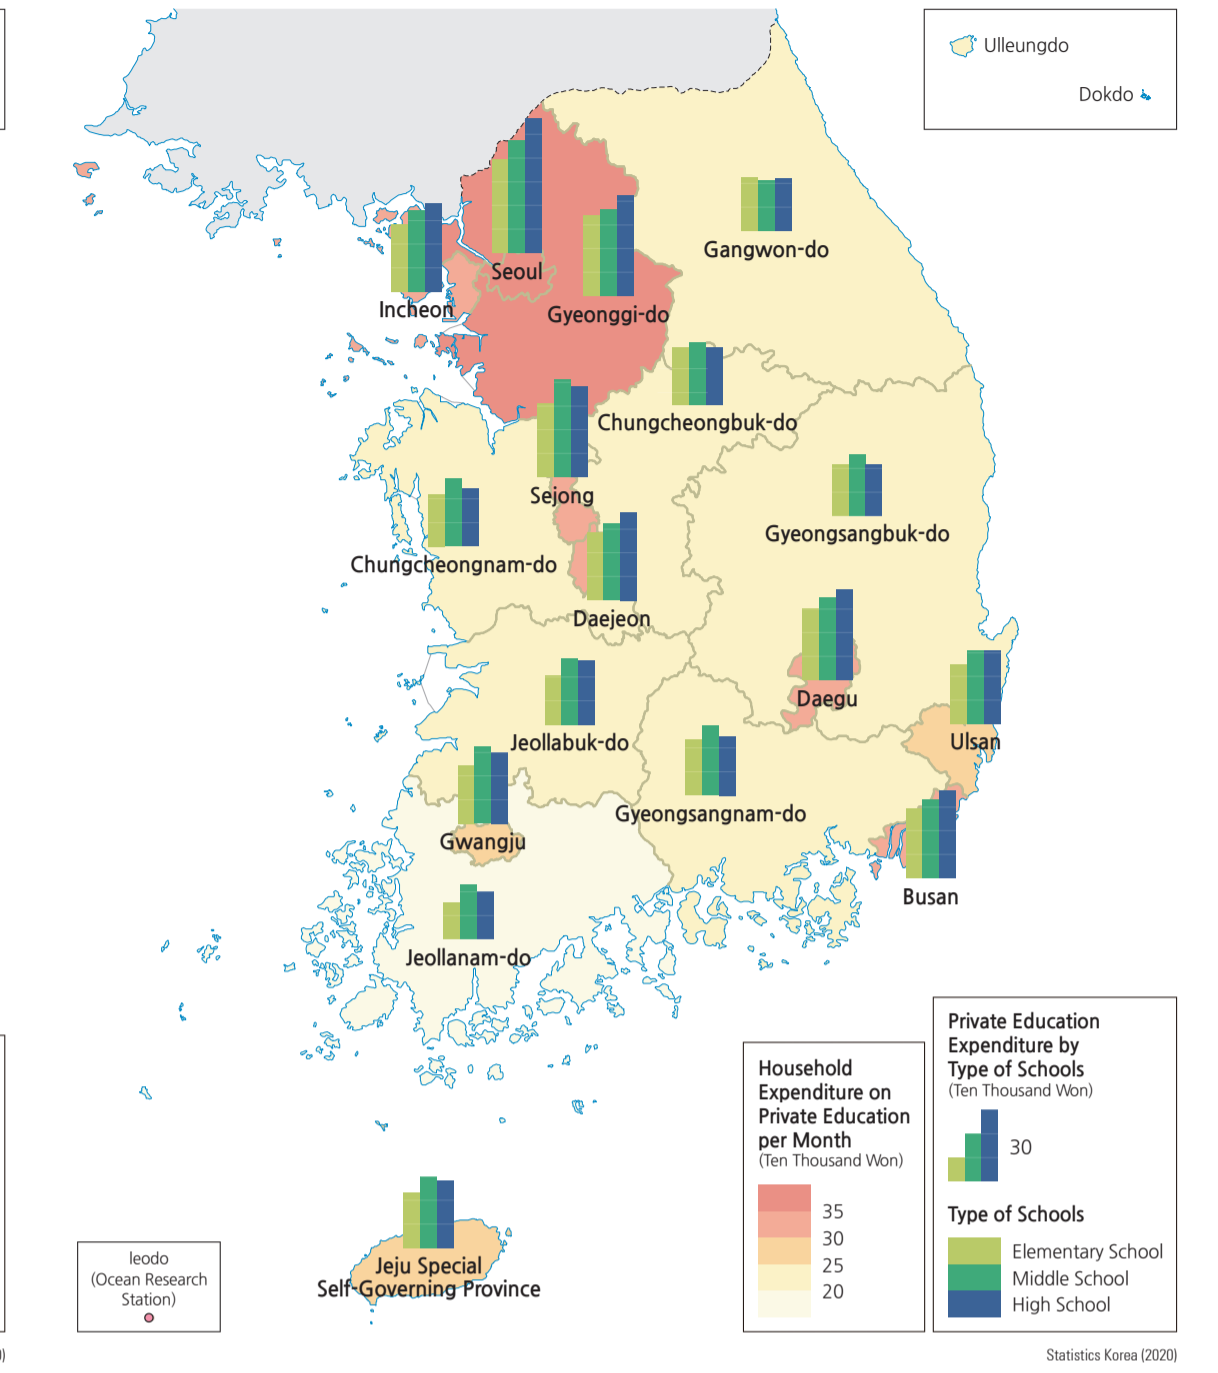 Ulleungdo
Dokdo
Gangwon-do
Seoul
Incheon
Gyeonggi-do
Chungcheongbuk-do
Sejong
Gyeongsangbuk-do
Chungcheongnam-do
Daejeon
Daegu
Jeollabuk-do
Ulsan
Gyeongsangnam-do
Gwangju
Busan
Jeollanam-do
Jeju Special
Self-Governing Province
Ieodo
(Ocean Research
Station)
Household
Expenditure on
Private Education
per Month
(Ten Thousand Won)
35
30
25
20
Private Education
Expenditure by
Type of Schools
(Ten Thousand Won)
30
Type of Schools
Elementary School
Middle School
High School
Statistics Korea (2020)